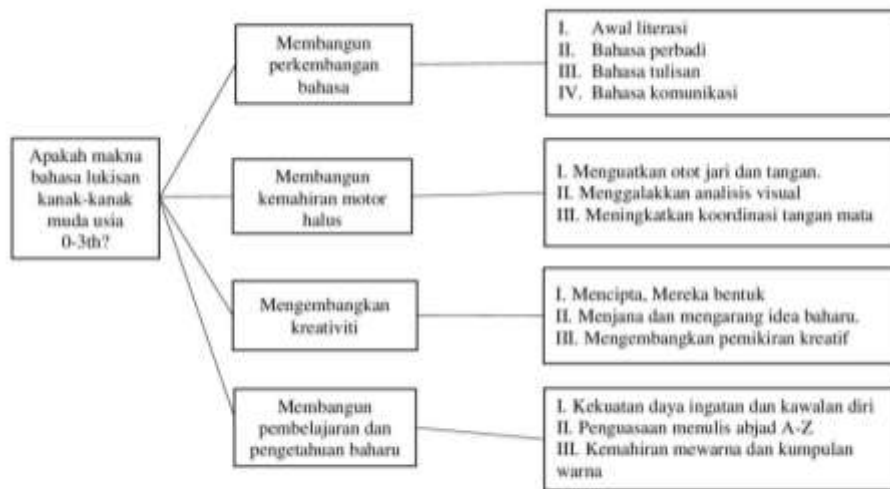 Apakah makna
bahasa lukisan
kanak-kanak
muda usia
0-3th?
Membangun
perkembangan
bahasa
I. Awal literasi
II. Bahasa perbadi
III. Bahasa tulisan
IV. Bahasa komunikasi
Membangun
kemahiran motor
halus
I. Menguatkan otot jari dan tangan.
II. Menggalakkan analisis visual
III. Meningkatkan koordinasi tangan mata
Mengembangkan
kreativiti
I. Mencipta, Mereka bentuk
II. Menjana dan mengarang idea baharu.
III. Mengembangkan pemikiran kreatif
Membangun
pembelajaran dan
pengetahuan baharu
I. Kekuatan daya ingatan dan kawalan diri
II. Penguasaan menulis abjad A-Z
III. Kemahiran mewarna dan kumpulan
warna